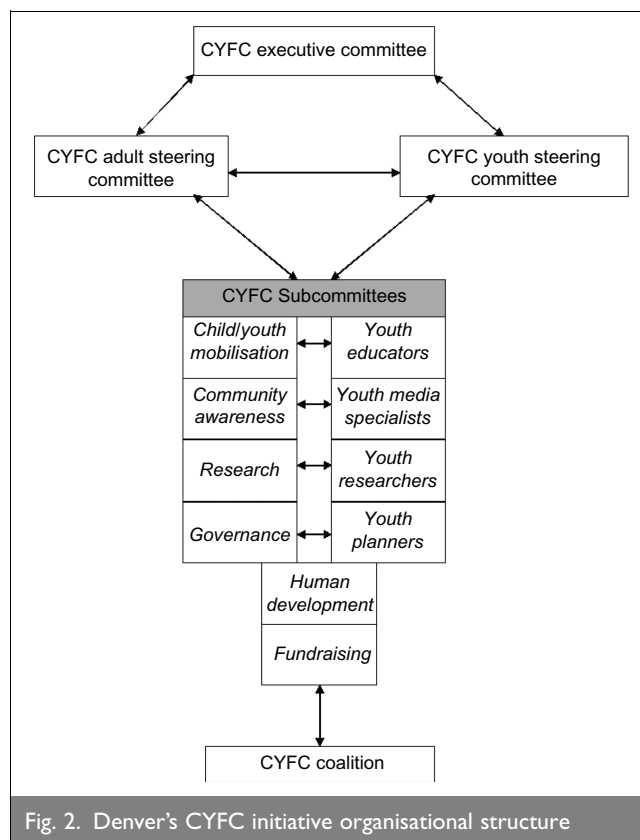 CYFC executive committee
CYFC adult steering
committee
CYFC youth steering
committee
CYFC Subcommittees
Child/youth
mobilisation
Youth
educators
Community
awareness
Youth media
specialists
Research
Youth
researchers
Governance
Youth
planners
Human
development
Fundraising
CYFC coalition
Fig. 2. Denver's CYFC initiative organisational structure